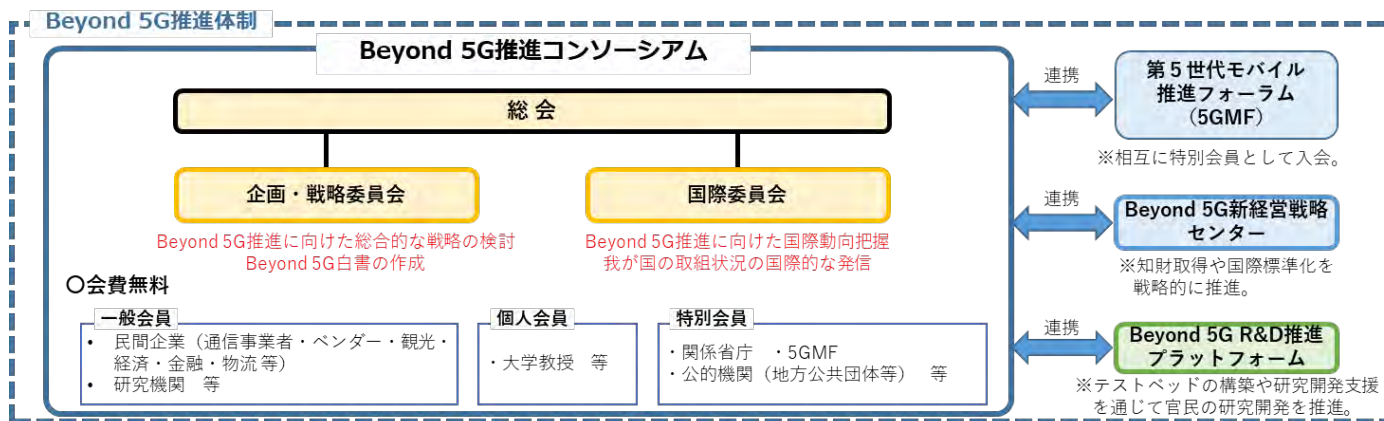 Beyond 5G推進体制
Beyond 5G推進コンソーシアム
総 会
企画・戦略委員会
Beyond 5G推進に向けた総合的な戦略の検討
Beyond 5G白書の作成
国際委員会
Beyond 5G推進に向けた国際動向把握
我が国の取組状況の国際的な発信
〇会費無料
一般会員
• 民間企業（通信事業者・ベンダー・観光・
経済・金融・物流 等）
• 研究機関 等
個人会員
・大学教授 等
特別会員
・関係省庁 ・5GMF
・公的機関（地方公共団体等） 等
連携
第５世代モバイル
推進フォーラム
（5GMF）
※相互に特別会員として入会。
連携
Beyond 5G新経営戦略
センター
※知財取得や国際標準化を
戦略的に推進。
連携
Beyond 5G R&D推進
プラットフォーム
※テストベッドの構築や研究開発支援
を通じて官民の研究開発を推進。